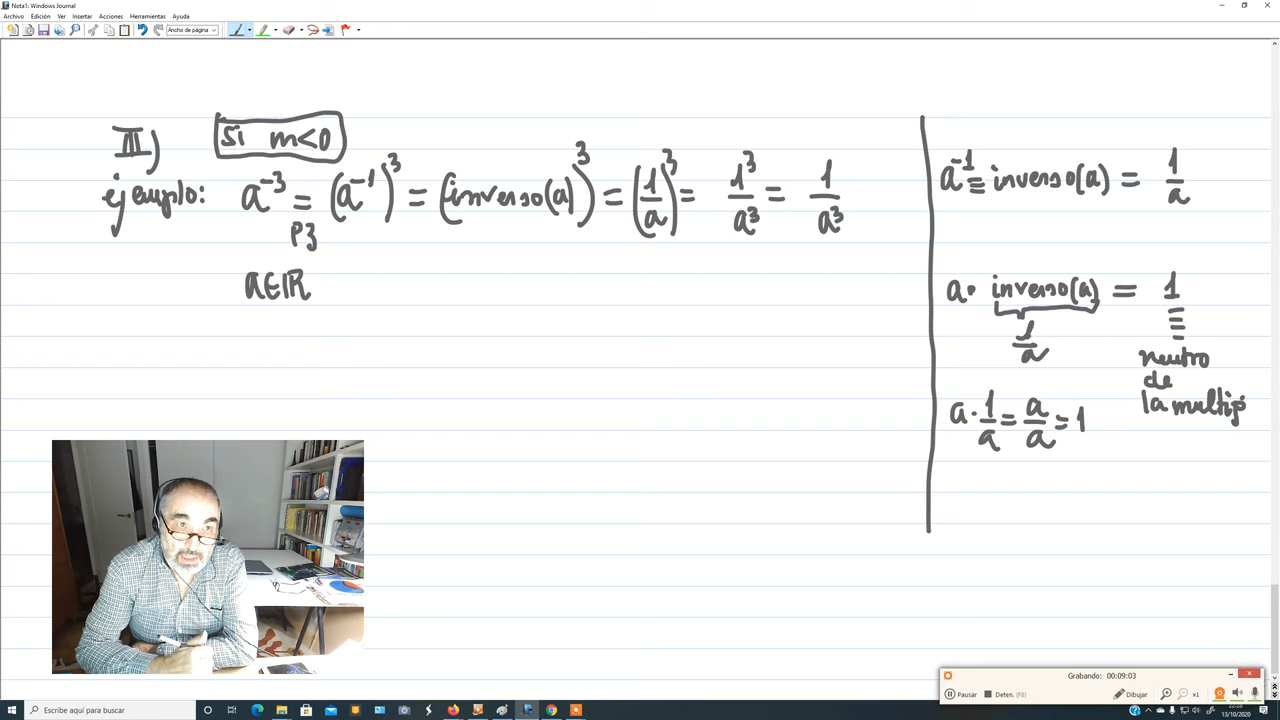 Nota1: Windows Journal
Archivo Edición Ver Insertar Acciones Herramientas Ayuda
Ancho de página
III) Si m<0
ejemplo: a⁻³ = (a⁻¹)³ = (inverso(a))³ = (1/a)³ = 1³/a³ = 1/a³
P3
a∈ℝ
a⁻¹ ≡ inverso(a) = 1/a
a· inverso(a) = 1
1/a
neutro
de
la multip
a · 1/a = a/a = 1
Grabando: 00:09:03
Pausar Deten. (F8) Dibujar x1
Escribe aquí para buscar
13/10/2020